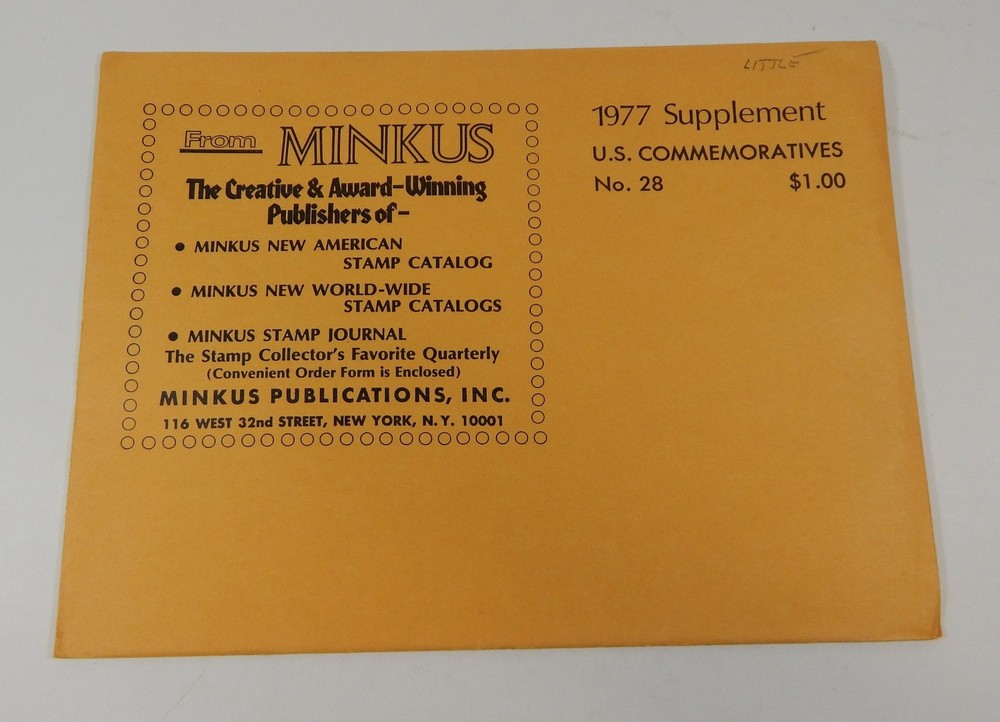 LITTLE
From MINKUS
The Creative & Award-Winning
Publishers of-
• MINKUS NEW AMERICAN
STAMP CATALOG
• MINKUS NEW WORLD-WIDE
STAMP CATALOGS
• MINKUS STAMP JOURNAL
The Stamp Collector's Favorite Quarterly
(Convenient Order Form is Enclosed)
MINKUS PUBLICATIONS, INC.
116 WEST 32nd STREET, NEW YORK, N.Y. 10001
1977 Supplement
U.S. COMMEMORATIVES
No. 28 $1.00